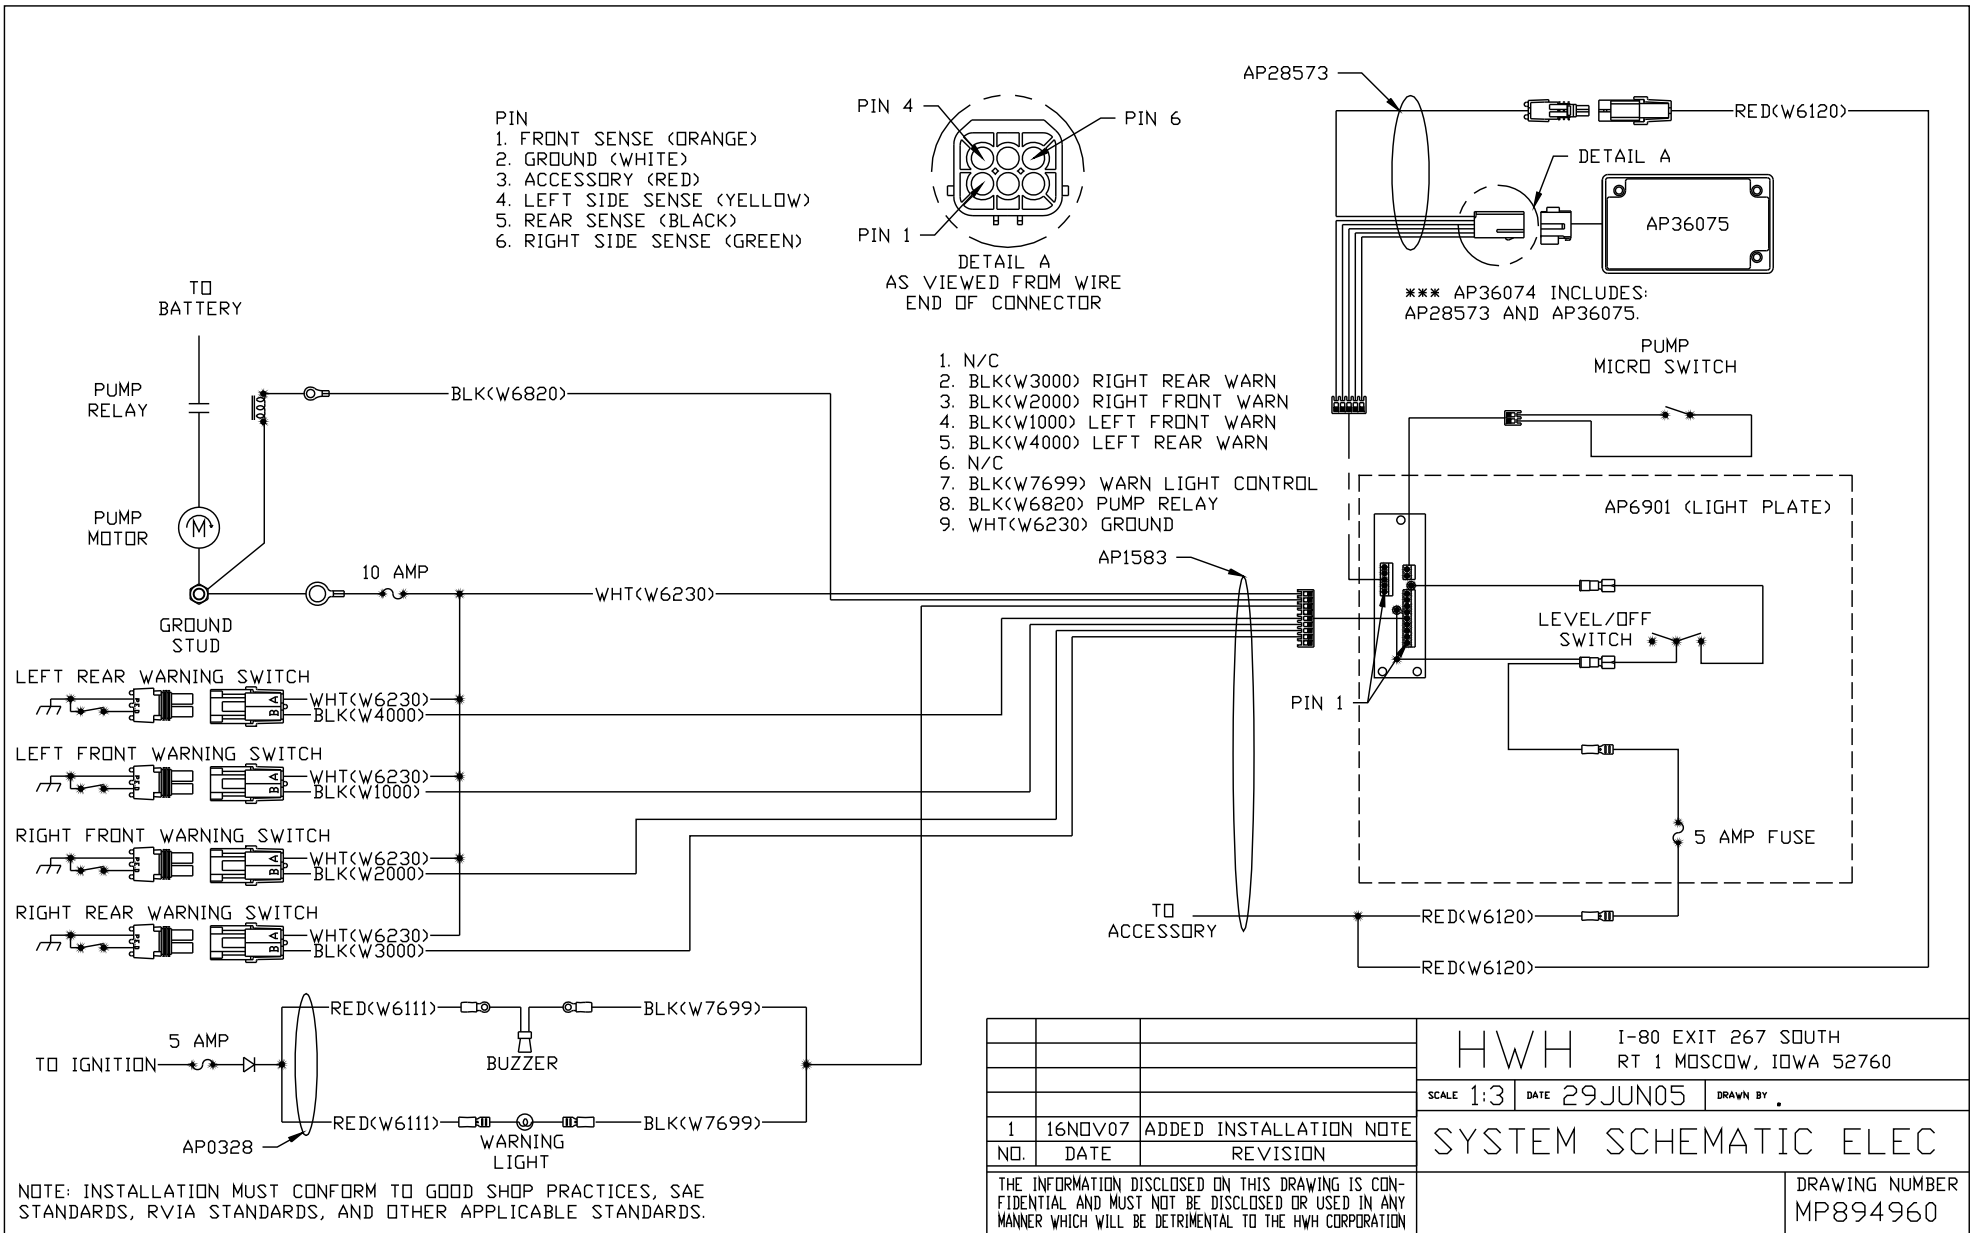 AP28573
RED(W6120)
PIN
1. FRONT SENSE (ORANGE)
2. GROUND (WHITE)
3. ACCESSORY (RED)
4. LEFT SIDE SENSE (YELLOW)
5. REAR SENSE (BLACK)
6. RIGHT SIDE SENSE (GREEN)
PIN 4
PIN 6
PIN 1
DETAIL A
AS VIEWED FROM WIRE
END OF CONNECTOR
DETAIL A
AP36075
*** AP36074 INCLUDES:
AP28573 AND AP36075.
PUMP
MICRO SWITCH
TO
BATTERY
PUMP
RELAY
BLK(W6820)
1. N/C
2. BLK(W3000) RIGHT REAR WARN
3. BLK(W2000) RIGHT FRONT WARN
4. BLK(W1000) LEFT FRONT WARN
5. BLK(W4000) LEFT REAR WARN
6. N/C
7. BLK(W7699) WARN LIGHT CONTROL
8. BLK(W6820) PUMP RELAY
9. WHT(W6230) GROUND
AP6901 (LIGHT PLATE)
PUMP
MOTOR
M
AP1583
10 AMP
WHT(W6230)
GROUND
STUD
LEVEL/OFF
SWITCH
PIN 1
LEFT REAR WARNING SWITCH
A
B
WHT(W6230)
BLK(W4000)
LEFT FRONT WARNING SWITCH
A
B
WHT(W6230)
BLK(W1000)
RIGHT FRONT WARNING SWITCH
A
B
WHT(W6230)
BLK(W2000)
RIGHT REAR WARNING SWITCH
A
B
WHT(W6230)
BLK(W3000)
5 AMP FUSE
TO
ACCESSORY
RED(W6120)
RED(W6120)
RED(W6111)
BLK(W7699)
5 AMP
TO IGNITION
BUZZER
RED(W6111)
BLK(W7699)
WARNING
LIGHT
AP0328
NOTE: INSTALLATION MUST CONFORM TO GOOD SHOP PRACTICES, SAE
STANDARDS, RVIA STANDARDS, AND OTHER APPLICABLE STANDARDS.
1 16NOV07 ADDED INSTALLATION NOTE
NO. DATE REVISION
THE INFORMATION DISCLOSED ON THIS DRAWING IS CON-
FIDENTIAL AND MUST NOT BE DISCLOSED OR USED IN ANY
MANNER WHICH WILL BE DETRIMENTAL TO THE HWH CORPORATION
HWH
I-80 EXIT 267 SOUTH
RT 1 MOSCOW, IOWA 52760
SCALE 1:3 DATE 29JUN05 DRAWN BY .
SYSTEM SCHEMATIC ELEC
DRAWING NUMBER
MP894960